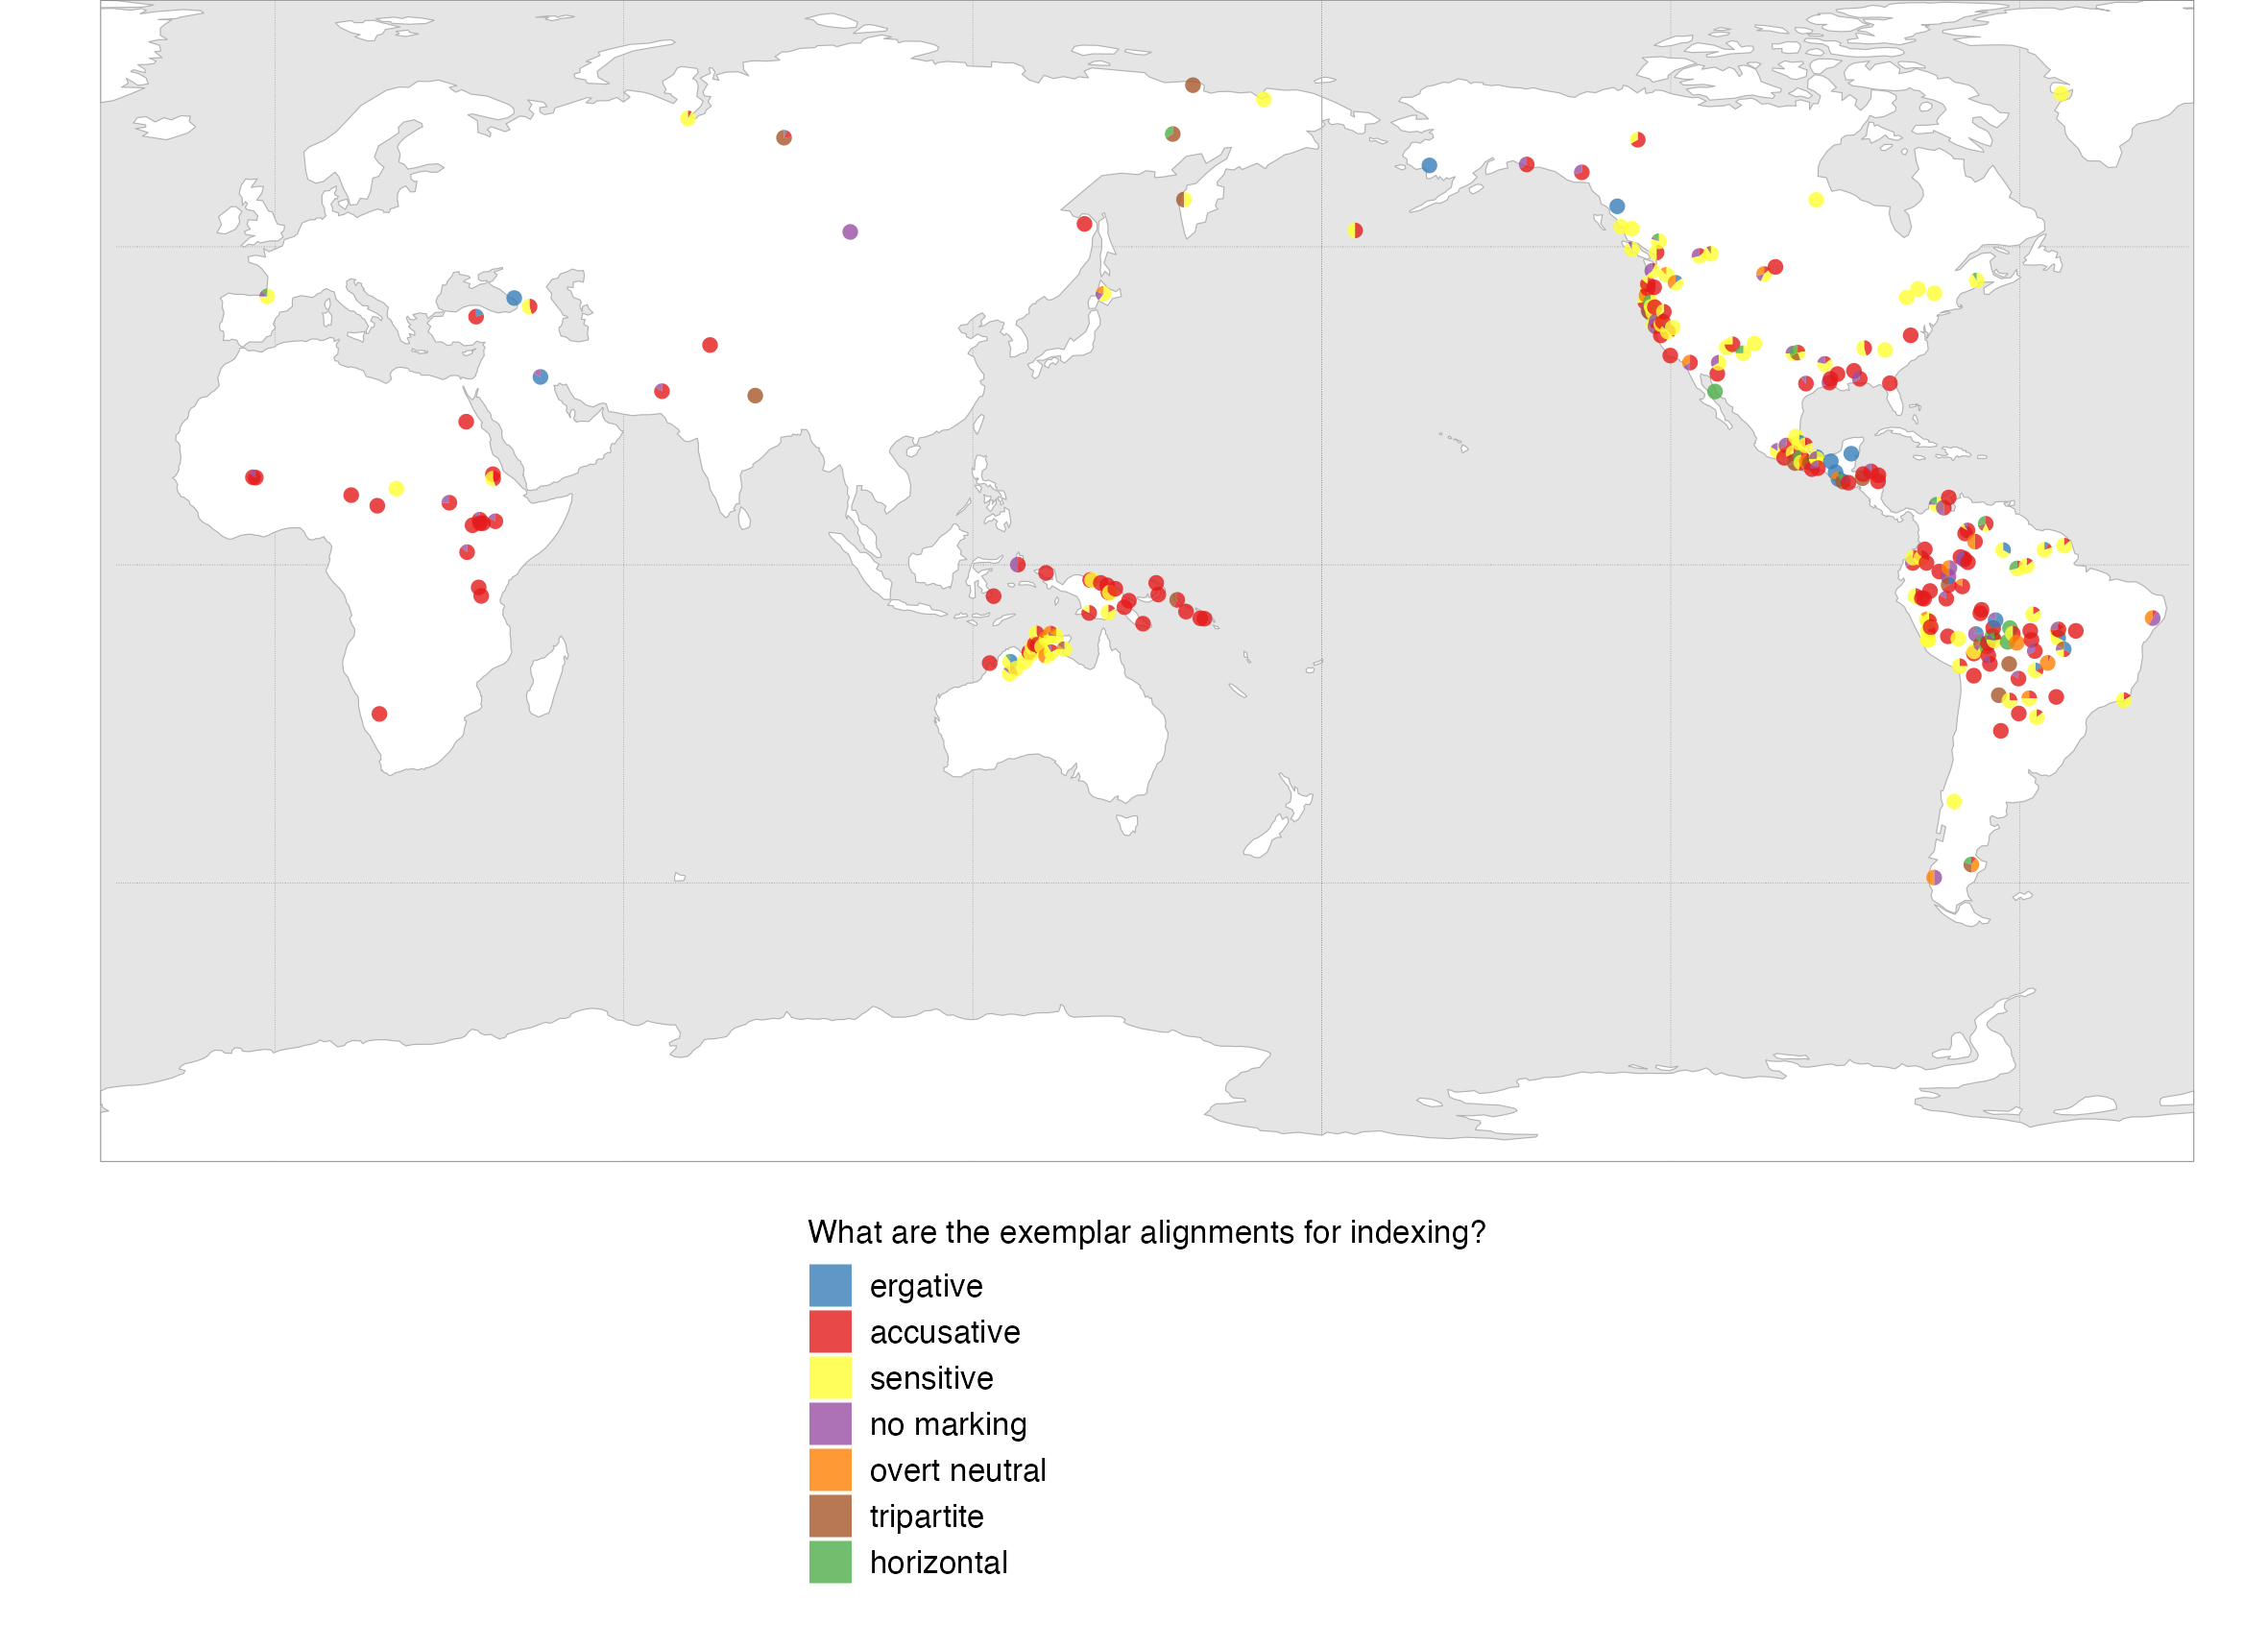 What are the exemplar alignments for indexing?
ergative
accusative
sensitive
no marking
overt neutral
tripartite
horizontal